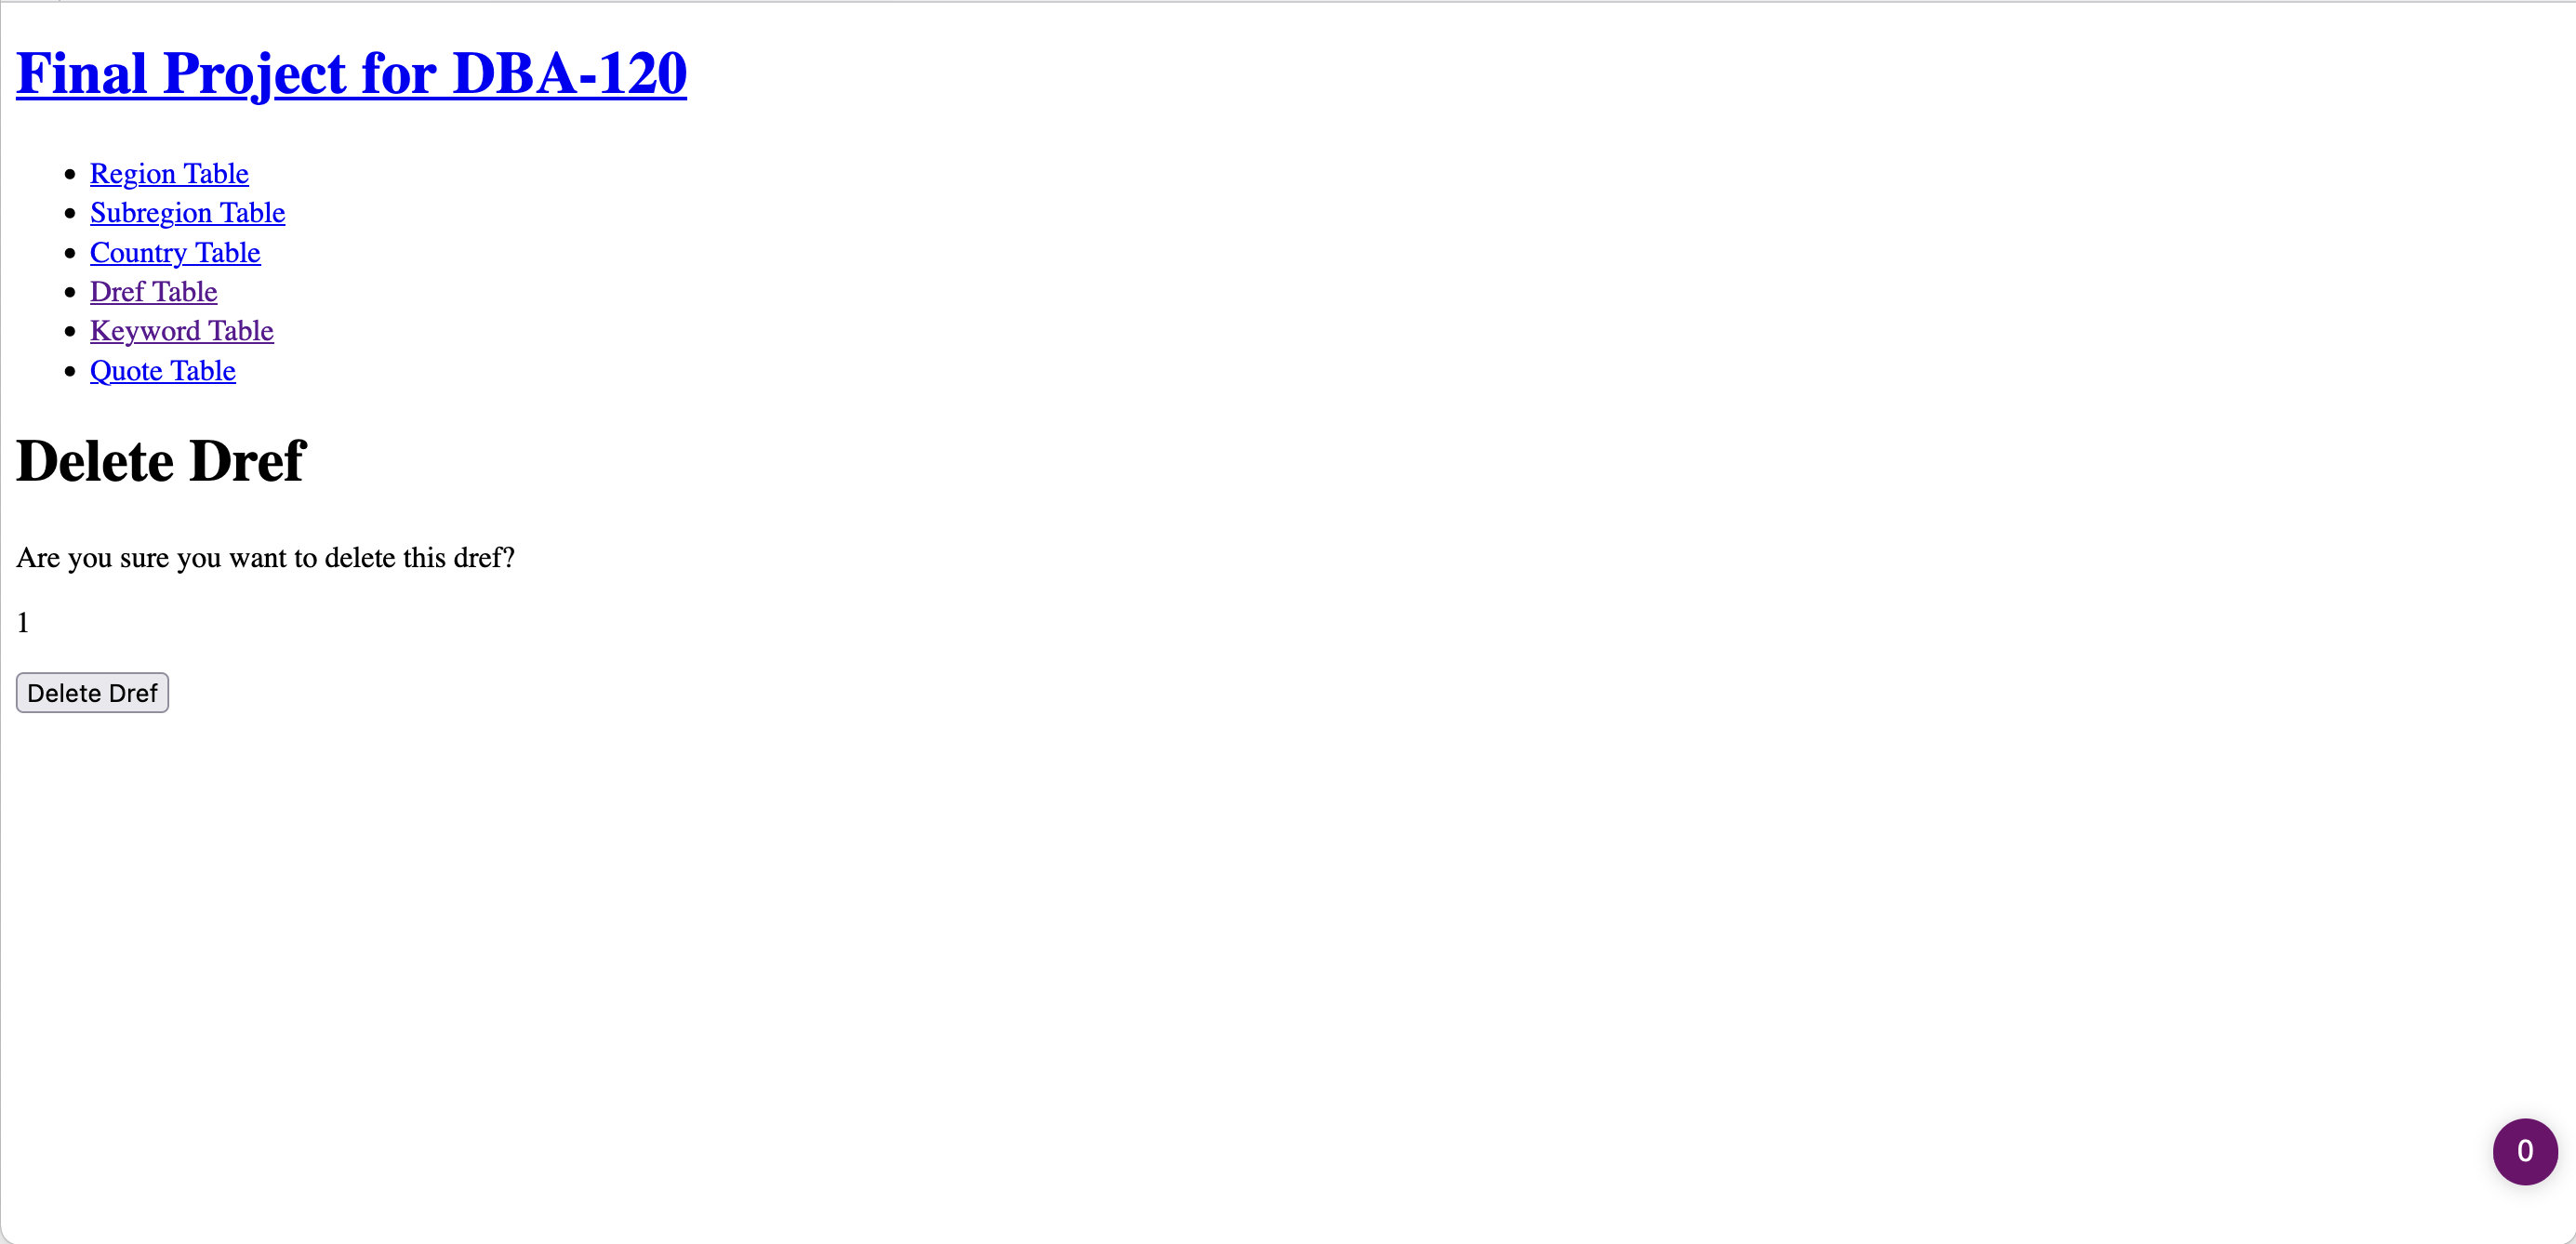 Final Project for DBA-120
Region Table
Subregion Table
Country Table
Dref Table
Keyword Table
Quote Table
Delete Dref
Are you sure you want to delete this dref?
1
Delete Dref
0